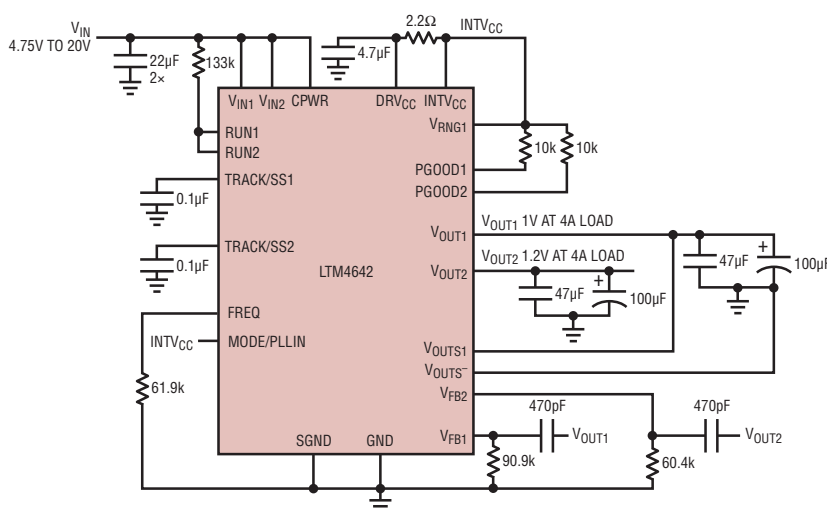 V_IN
4.75V TO 20V
22µF
2×
133k
4.7µF
2.2Ω
INTV_CC
V_IN1 V_IN2 CPWR DRV_CC INTV_CC
RUN1
RUN2
TRACK/SS1
0.1µF
TRACK/SS2
0.1µF
FREQ
INTV_CC
MODE/PLLIN
61.9k
LTM4642
SGND GND
V_RNG1
PGOOD1
PGOOD2
10k 10k
V_OUT1
V_OUT1 1V AT 4A LOAD
47µF
+
100µF
V_OUT2
V_OUT2 1.2V AT 4A LOAD
47µF
+
100µF
V_OUTS1
V_OUTS⁻
V_FB2
V_FB1
470pF
V_OUT1
90.9k
470pF
V_OUT2
60.4k